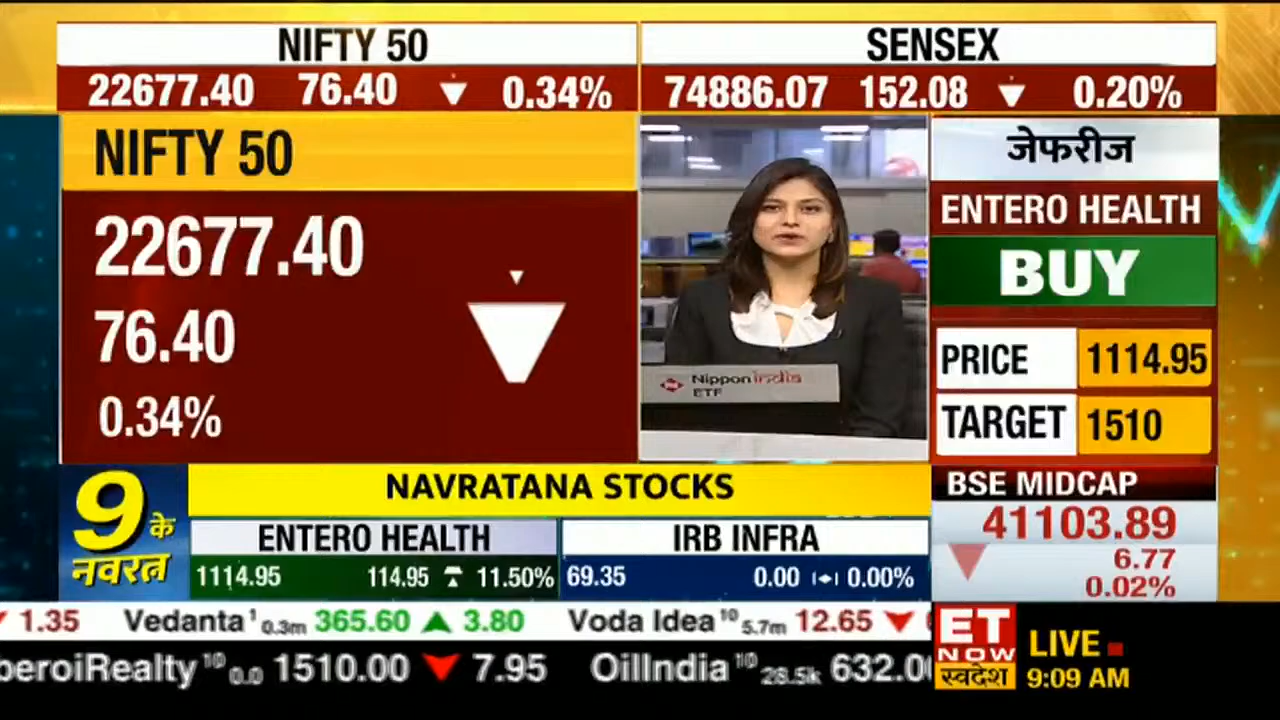 NIFTY 50
22677.40 76.40 0.34%
SENSEX
74886.07 152.08 0.20%
NIFTY 50
22677.40
76.40
0.34%
Nippon india
ETF
जेफरीज
ENTERO HEALTH
BUY
PRICE 1114.95
TARGET 1510
9 के
नवरत्न
NAVRATANA STOCKS
ENTERO HEALTH
1114.95 114.95 11.50%
IRB INFRA
69.35 0.00 0.00%
BSE MIDCAP
41103.89
6.77
0.02%
1.35 Vedanta 1 0.3m 365.60 3.80 Voda Idea 10 5.7m 12.65
beroiRealty 10 0.0 1510.00 7.95 OilIndia 10 28.5k 632.0
ET
NOW
स्वदेश
LIVE
9:09 AM